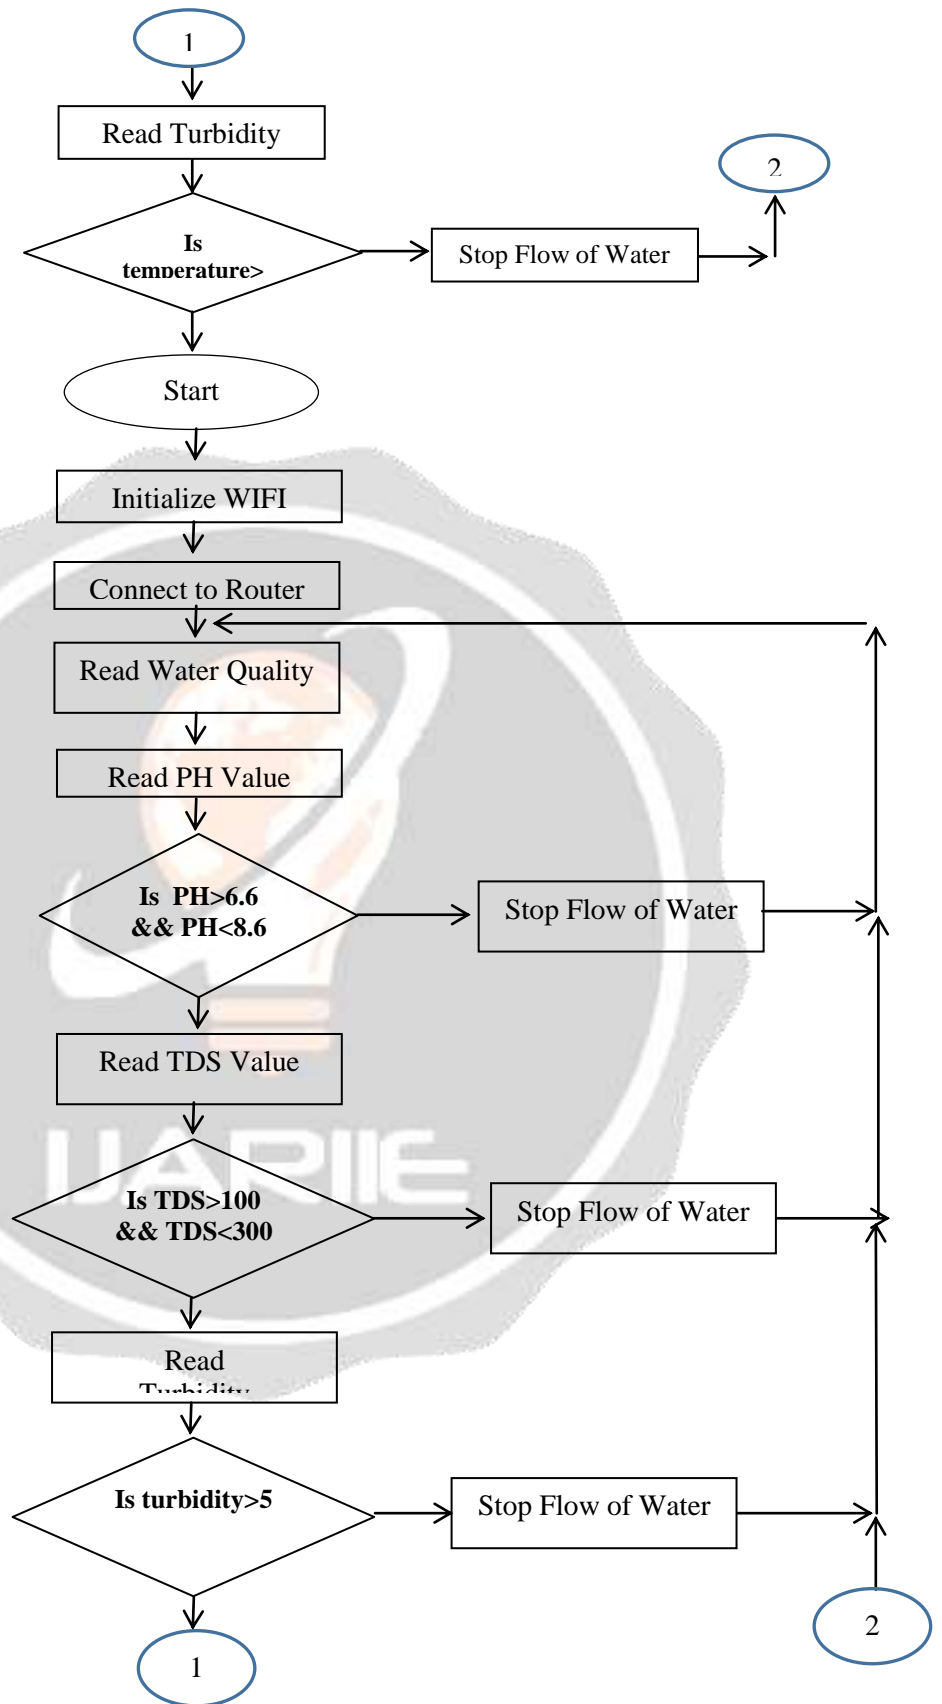 1
Read Turbidity
2
Is
temperature>
Stop Flow of Water
Start
Initialize WIFI
Connect to Router
Read Water Quality
Read PH Value
Is PH>6.6
&& PH<8.6
Stop Flow of Water
Read TDS Value
IJARIIE
Is TDS>100
&& TDS<300
Stop Flow of Water
Read
Turbidity
Is turbidity>5
Stop Flow of Water
2
1